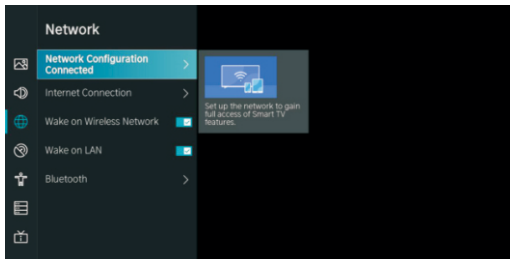 Network
Network Configuration
Connected
Internet Connection
Wake on Wireless Network
Wake on LAN
Bluetooth
Set up the network to gain
full access of Smart TV
features.